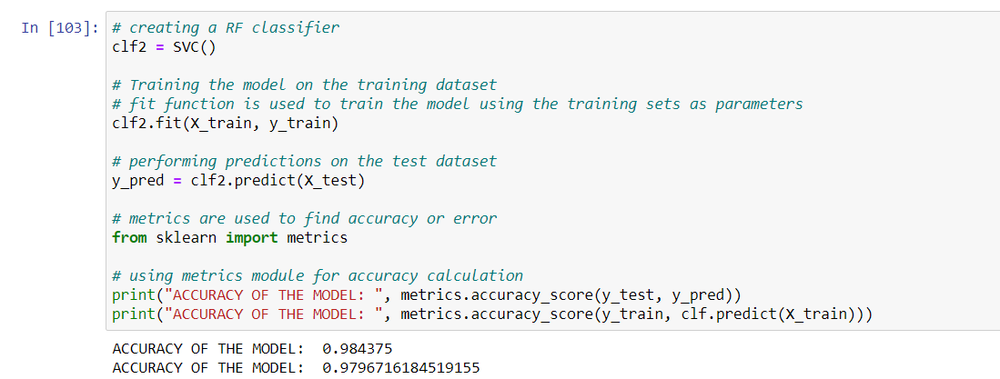 In [103]: # creating a RF classifier
clf2 = SVC()
# Training the model on the training dataset
# fit function is used to train the model using the training sets as parameters
clf2.fit(X_train, y_train)
# performing predictions on the test dataset
y_pred = clf2.predict(X_test)
# metrics are used to find accuracy or error
from sklearn import metrics
# using metrics module for accuracy calculation
print("ACCURACY OF THE MODEL: ", metrics.accuracy_score(y_test, y_pred))
print("ACCURACY OF THE MODEL: ", metrics.accuracy_score(y_train, clf.predict(X_train)))
ACCURACY OF THE MODEL:  0.984375
ACCURACY OF THE MODEL:  0.9796716184519155